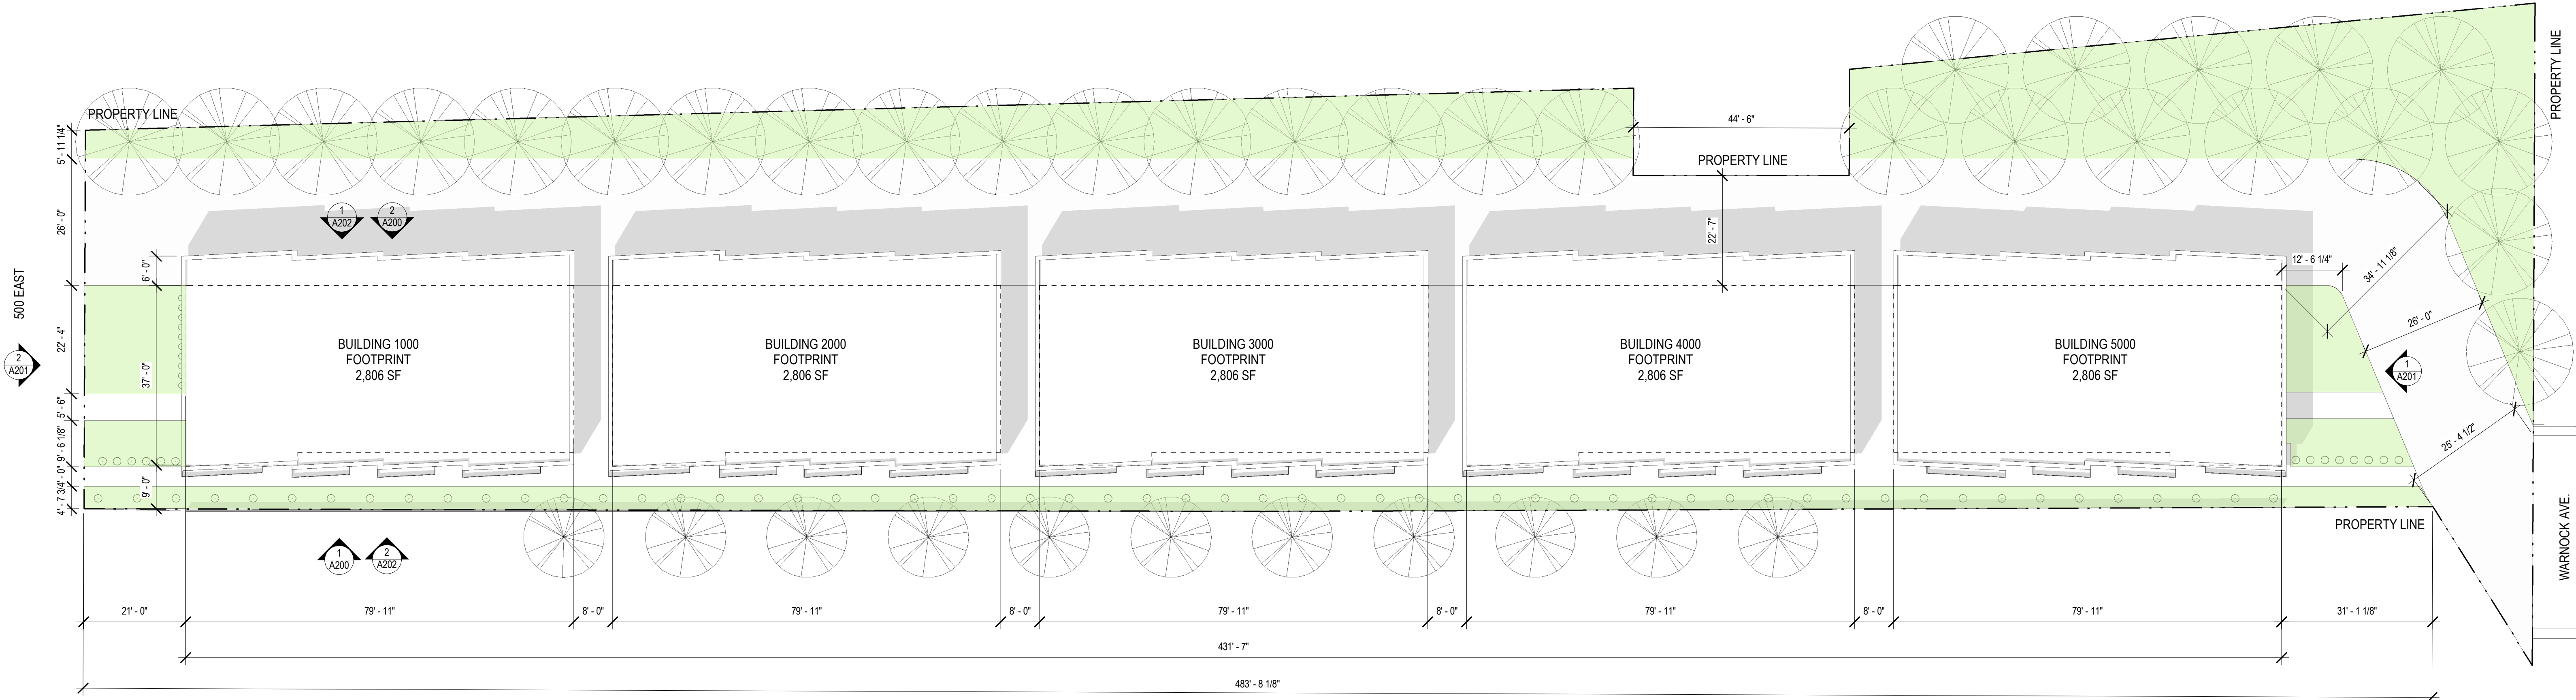 PROPERTY LINE
PROPERTY LINE
44' - 6"
PROPERTY LINE
5' - 11 1/4"
26' - 0"
1
A202
2
A200
22' - 7"
6' - 0"
12' - 6 1/4"
34' - 11 1/8"
26' - 0"
500 EAST
2
A201
22' - 4"
37' - 0"
BUILDING 1000
FOOTPRINT
2,806 SF
BUILDING 2000
FOOTPRINT
2,806 SF
BUILDING 3000
FOOTPRINT
2,806 SF
BUILDING 4000
FOOTPRINT
2,806 SF
BUILDING 5000
FOOTPRINT
2,806 SF
1
A201
5' - 6"
9' - 6 1/8"
4' - 0"
4' - 7 3/4"
9' - 0"
25' - 4 1/2"
PROPERTY LINE
WARNOCK AVE.
1
A200
2
A202
21' - 0"
79' - 11"
8' - 0"
79' - 11"
8' - 0"
79' - 11"
8' - 0"
79' - 11"
8' - 0"
79' - 11"
31' - 1 1/8"
431' - 7"
483' - 8 1/8"